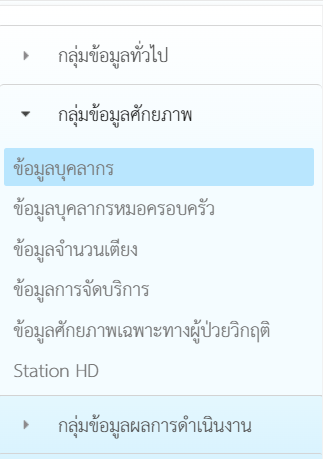 กลุ่มข้อมูลทั่วไป
กลุ่มข้อมูลศักยภาพ
ข้อมูลบุคลากร
ข้อมูลบุคลากรหมอครอบครัว
ข้อมูลจำนวนเตียง
ข้อมูลการจัดบริการ
ข้อมูลศักยภาพเฉพาะทางผู้ป่วยวิกฤติ
Station HD
กลุ่มข้อมูลผลการดำเนินงาน